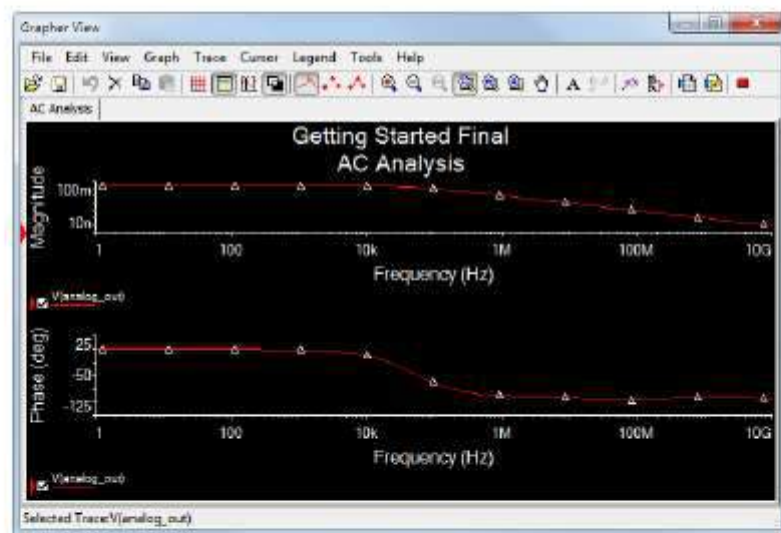 Grapher View
File Edit View Graph Trace Cursor Legend Tools Help
AC Analysis
Getting Started Final
AC Analysis
Magnitude
100m
10n
1 100 10k 1M 100M 10G
Frequency (Hz)
V(analog_out)
Phase (deg)
25
-50
-125
1 100 10k 1M 100M 10G
Frequency (Hz)
V(analog_out)
Selected Trace:V(analog_out)